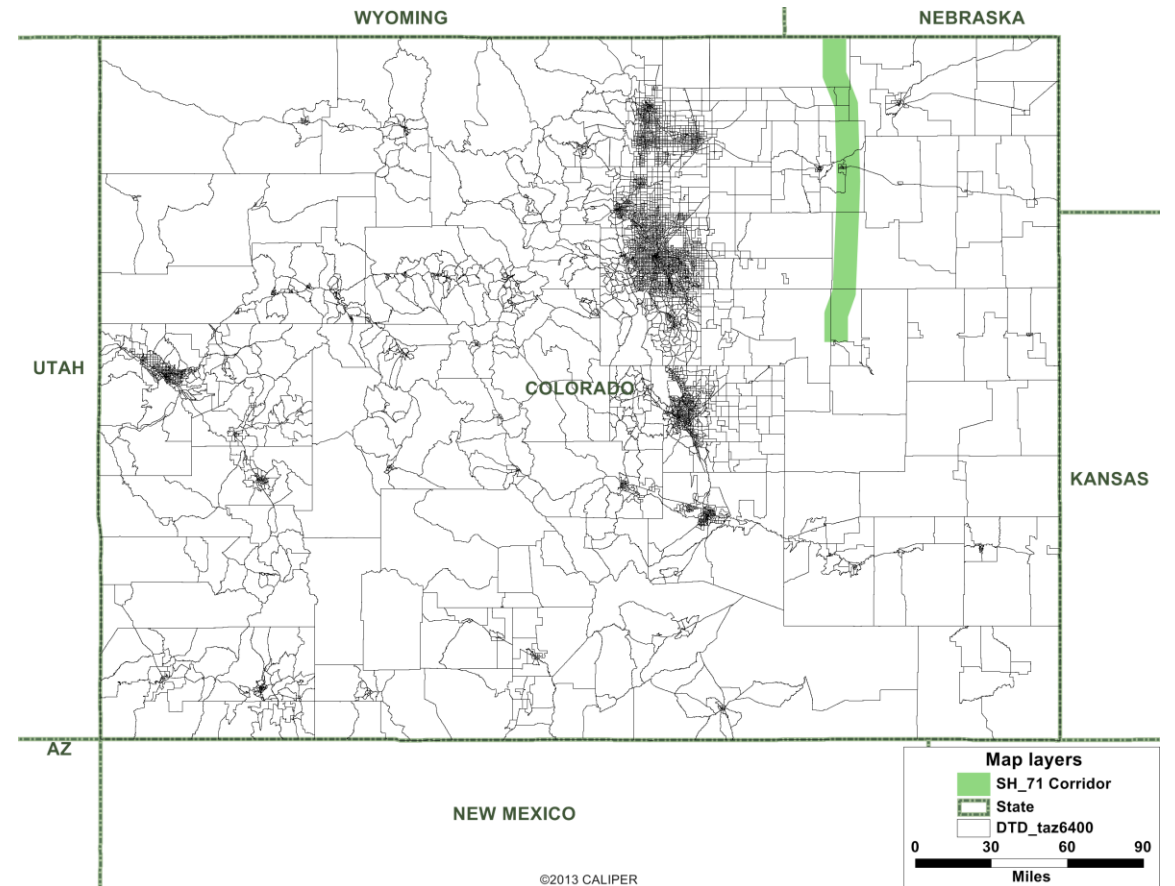 WYOMING
NEBRASKA
UTAH
COLORADO
KANSAS
AZ
NEW MEXICO
Map layers
SH_71 Corridor
State
DTD_taz6400
0 30 60 90
Miles
©2013 CALIPER